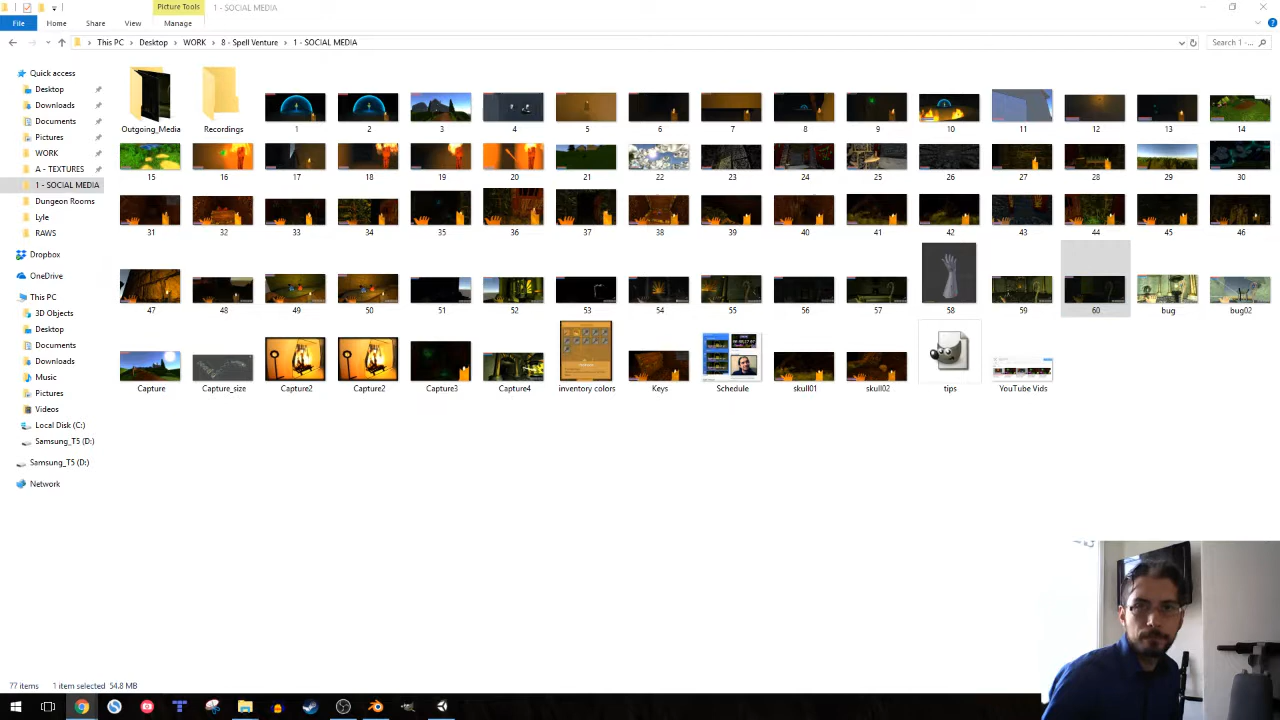 Picture Tools
1 - SOCIAL MEDIA
File
Home
Share
View
Manage
This PC
Desktop
WORK
8 - Spell Venture
1 - SOCIAL MEDIA
Search 1 -...
Quick access
Desktop
Downloads
Documents
Pictures
WORK
A - TEXTURES
1 - SOCIAL MEDIA
Dungeon Rooms
Lyle
RAWS
Dropbox
OneDrive
This PC
3D Objects
Desktop
Documents
Downloads
Music
Pictures
Videos
Local Disk (C:)
Samsung_T5 (D:)
Samsung_T5 (D:)
Network
Outgoing_Media
Recordings
1
2
3
4
5
6
7
8
9
10
11
12
13
14
15
16
17
18
19
20
21
22
23
24
25
26
27
28
29
30
31
32
33
34
35
36
37
38
39
40
41
42
43
44
45
46
47
48
49
50
51
52
53
54
55
56
57
58
59
60
bug
bug02
Capture
Capture_size
Capture2
Capture2
Capture3
Capture4
inventory colors
Keys
Schedule
skull01
skull02
tips
YouTube Vids
77 items
1 item selected 54.8 MB